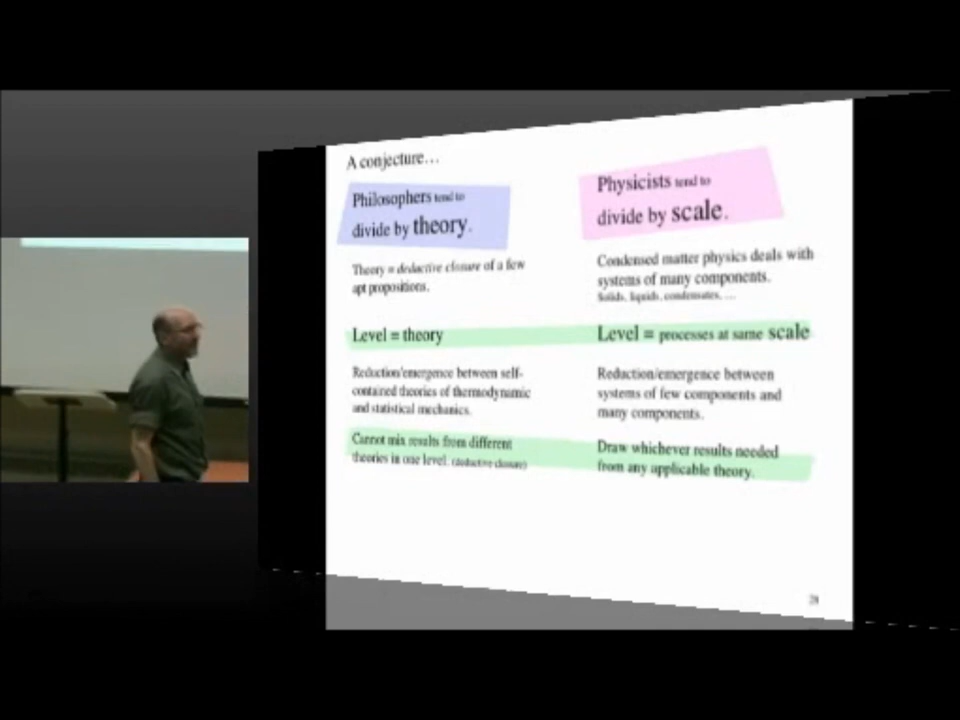 A conjecture…
Philosophers tend to
divide by theory.
Theory = deductive closure of a few
apt propositions.
Level = theory
Reduction/emergence between self-
contained theories of thermodynamic
and statistical mechanics.
Cannot mix results from different
theories in one level. (deductive closure)
Physicists tend to
divide by scale.
Condensed matter physics deals with
systems of many components.
Solids, liquids, condensates, …
Level = processes at same scale
Reduction/emergence between
systems of few components and
many components.
Draw whichever results needed
from any applicable theory.